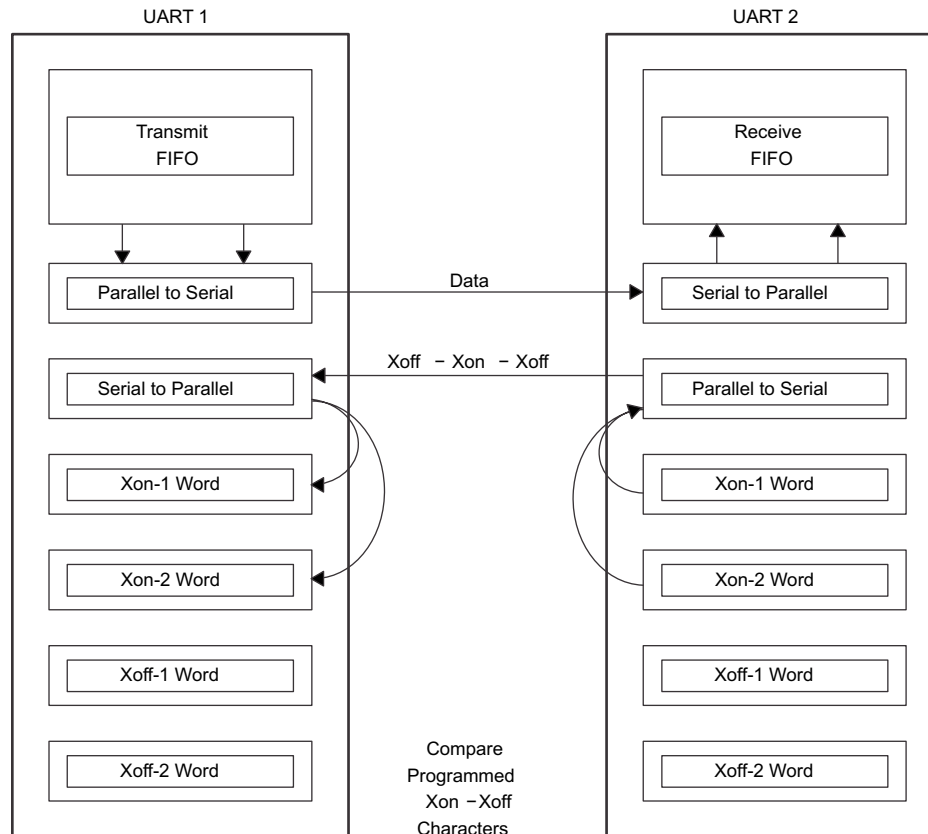 UART 1
UART 2
Transmit
FIFO
Receive
FIFO
Parallel to Serial
Data
Serial to Parallel
Xoff – Xon – Xoff
Serial to Parallel
Parallel to Serial
Xon-1 Word
Xon-1 Word
Xon-2 Word
Xon-2 Word
Xoff-1 Word
Xoff-1 Word
Xoff-2 Word
Xoff-2 Word
Compare
Programmed
Xon –Xoff
Characters